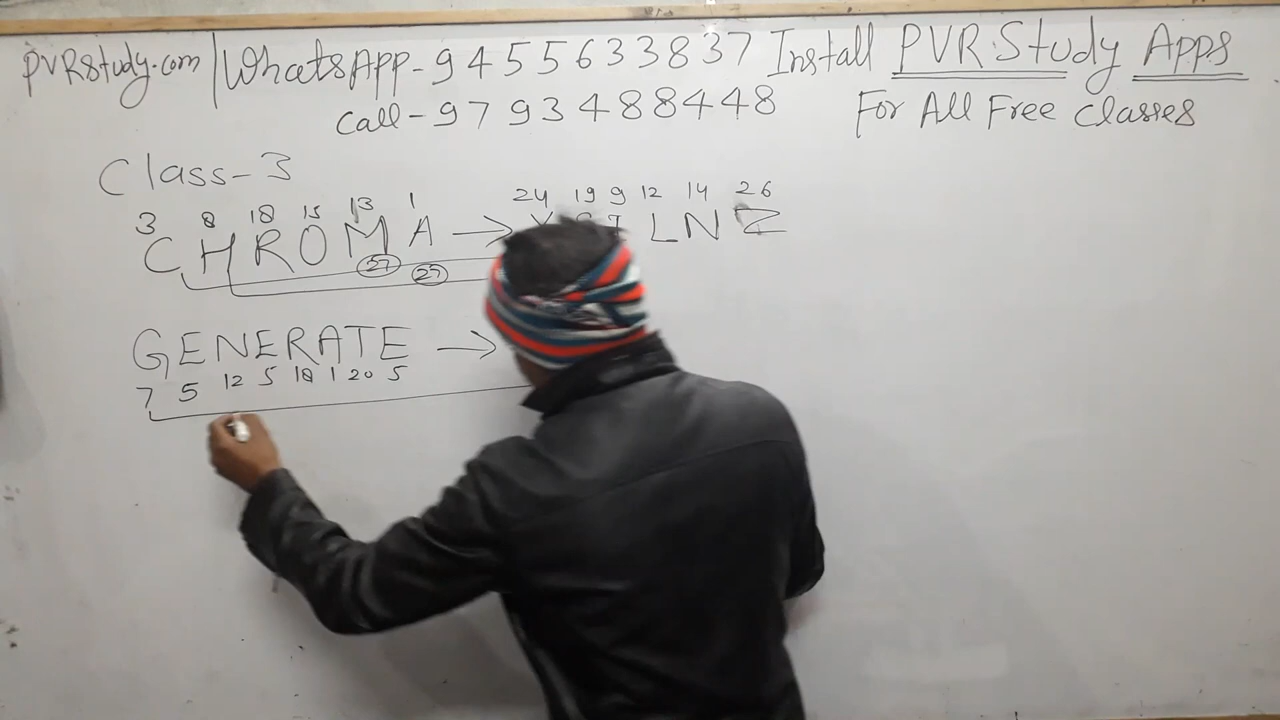 PVRstudy.com | WhatsApp-9455633837 Install PVR.Study Apps
Call-9793488448 For All Free Classes
Class-3
3 8 18 15 13 1 24 19 9 12 14 26
CHROMA → LNZ
27 27
GENERATE →
7 5 12 5 18 1 20 5